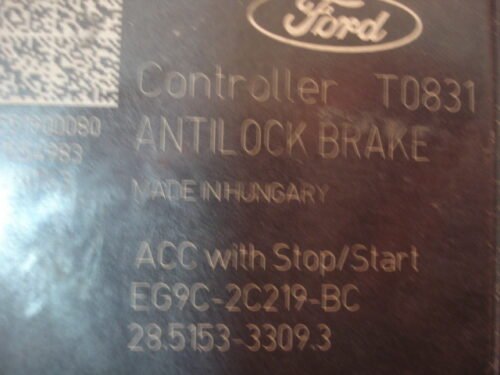 Ford
Controller T0831
ANTILOCK BRAKE
MADE IN HUNGARY
ACC with Stop/Start
EG9C-2C219-BC
28.5153-3309.3